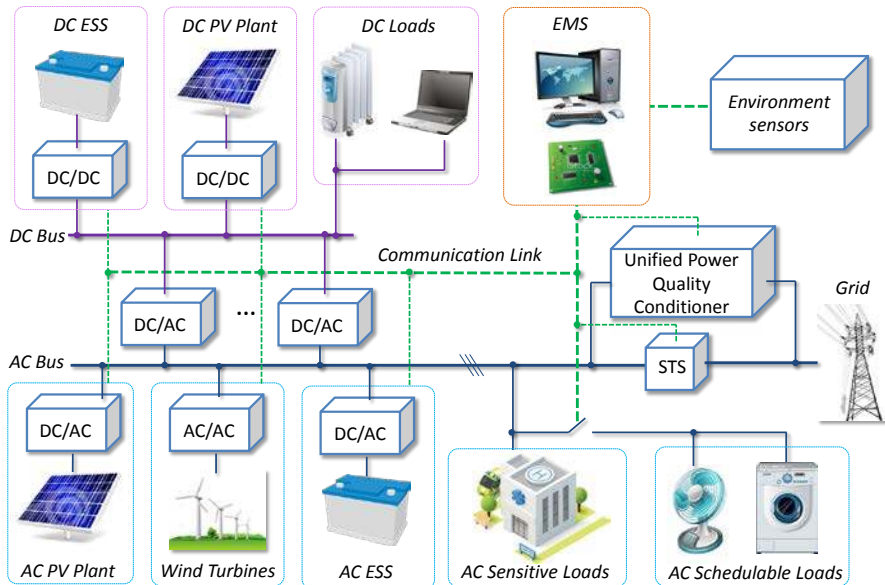 DC ESS
DC PV Plant
DC Loads
EMS
Environment
sensors
DC/DC
DC/DC
DC Bus
Communication Link
Unified Power
Quality
Conditioner
Grid
DC/AC
...
DC/AC
AC Bus
STS
DC/AC
AC/AC
DC/AC
AC PV Plant
Wind Turbines
AC ESS
AC Sensitive Loads
AC Schedulable Loads